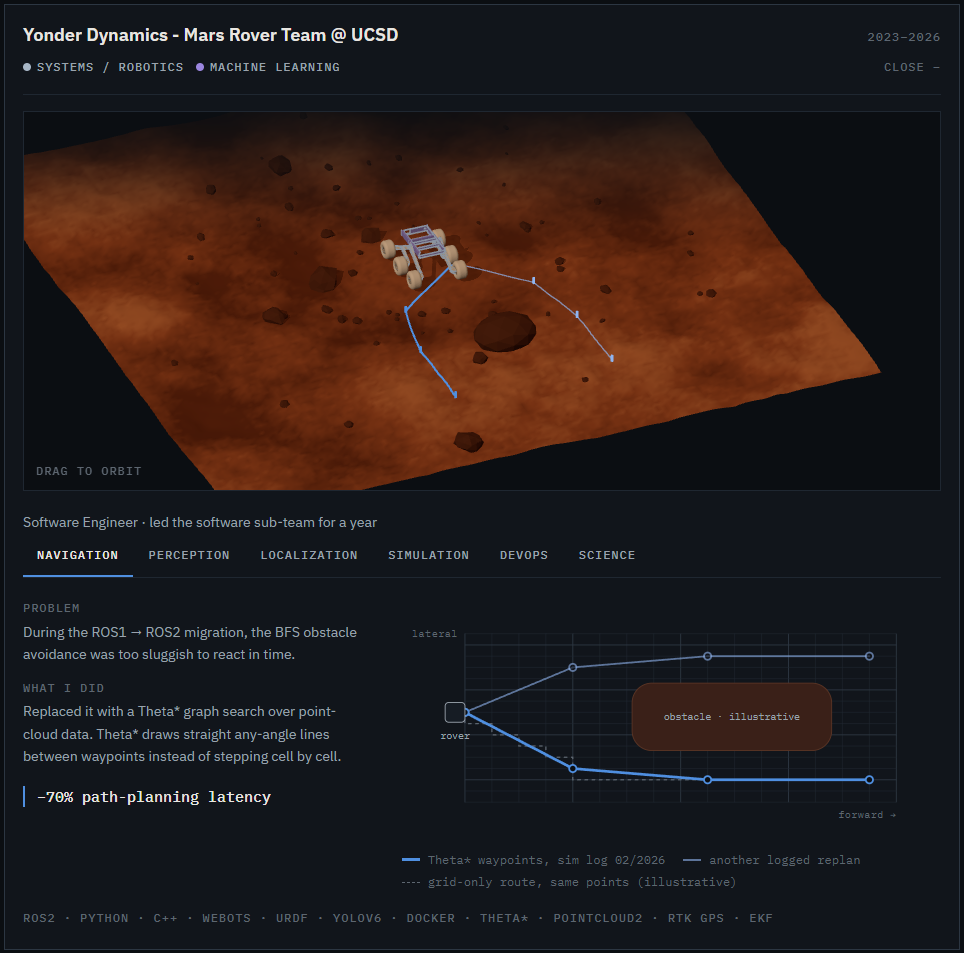 Yonder Dynamics - Mars Rover Team @ UCSD
2023–2026
SYSTEMS / ROBOTICS
MACHINE LEARNING
CLOSE −
DRAG TO ORBIT
Software Engineer · led the software sub-team for a year
NAVIGATION
PERCEPTION
LOCALIZATION
SIMULATION
DEVOPS
SCIENCE
PROBLEM
During the ROS1 → ROS2 migration, the BFS obstacle
avoidance was too sluggish to react in time.
WHAT I DID
Replaced it with a Theta* graph search over point-
cloud data. Theta* draws straight any-angle lines
between waypoints instead of stepping cell by cell.
−70% path-planning latency
lateral
rover
obstacle · illustrative
forward →
Theta* waypoints, sim log 02/2026
another logged replan
grid-only route, same points (illustrative)
ROS2 · PYTHON · C++ · WEBOTS · URDF · YOLOV6 · DOCKER · THETA* · POINTCLOUD2 · RTK GPS · EKF